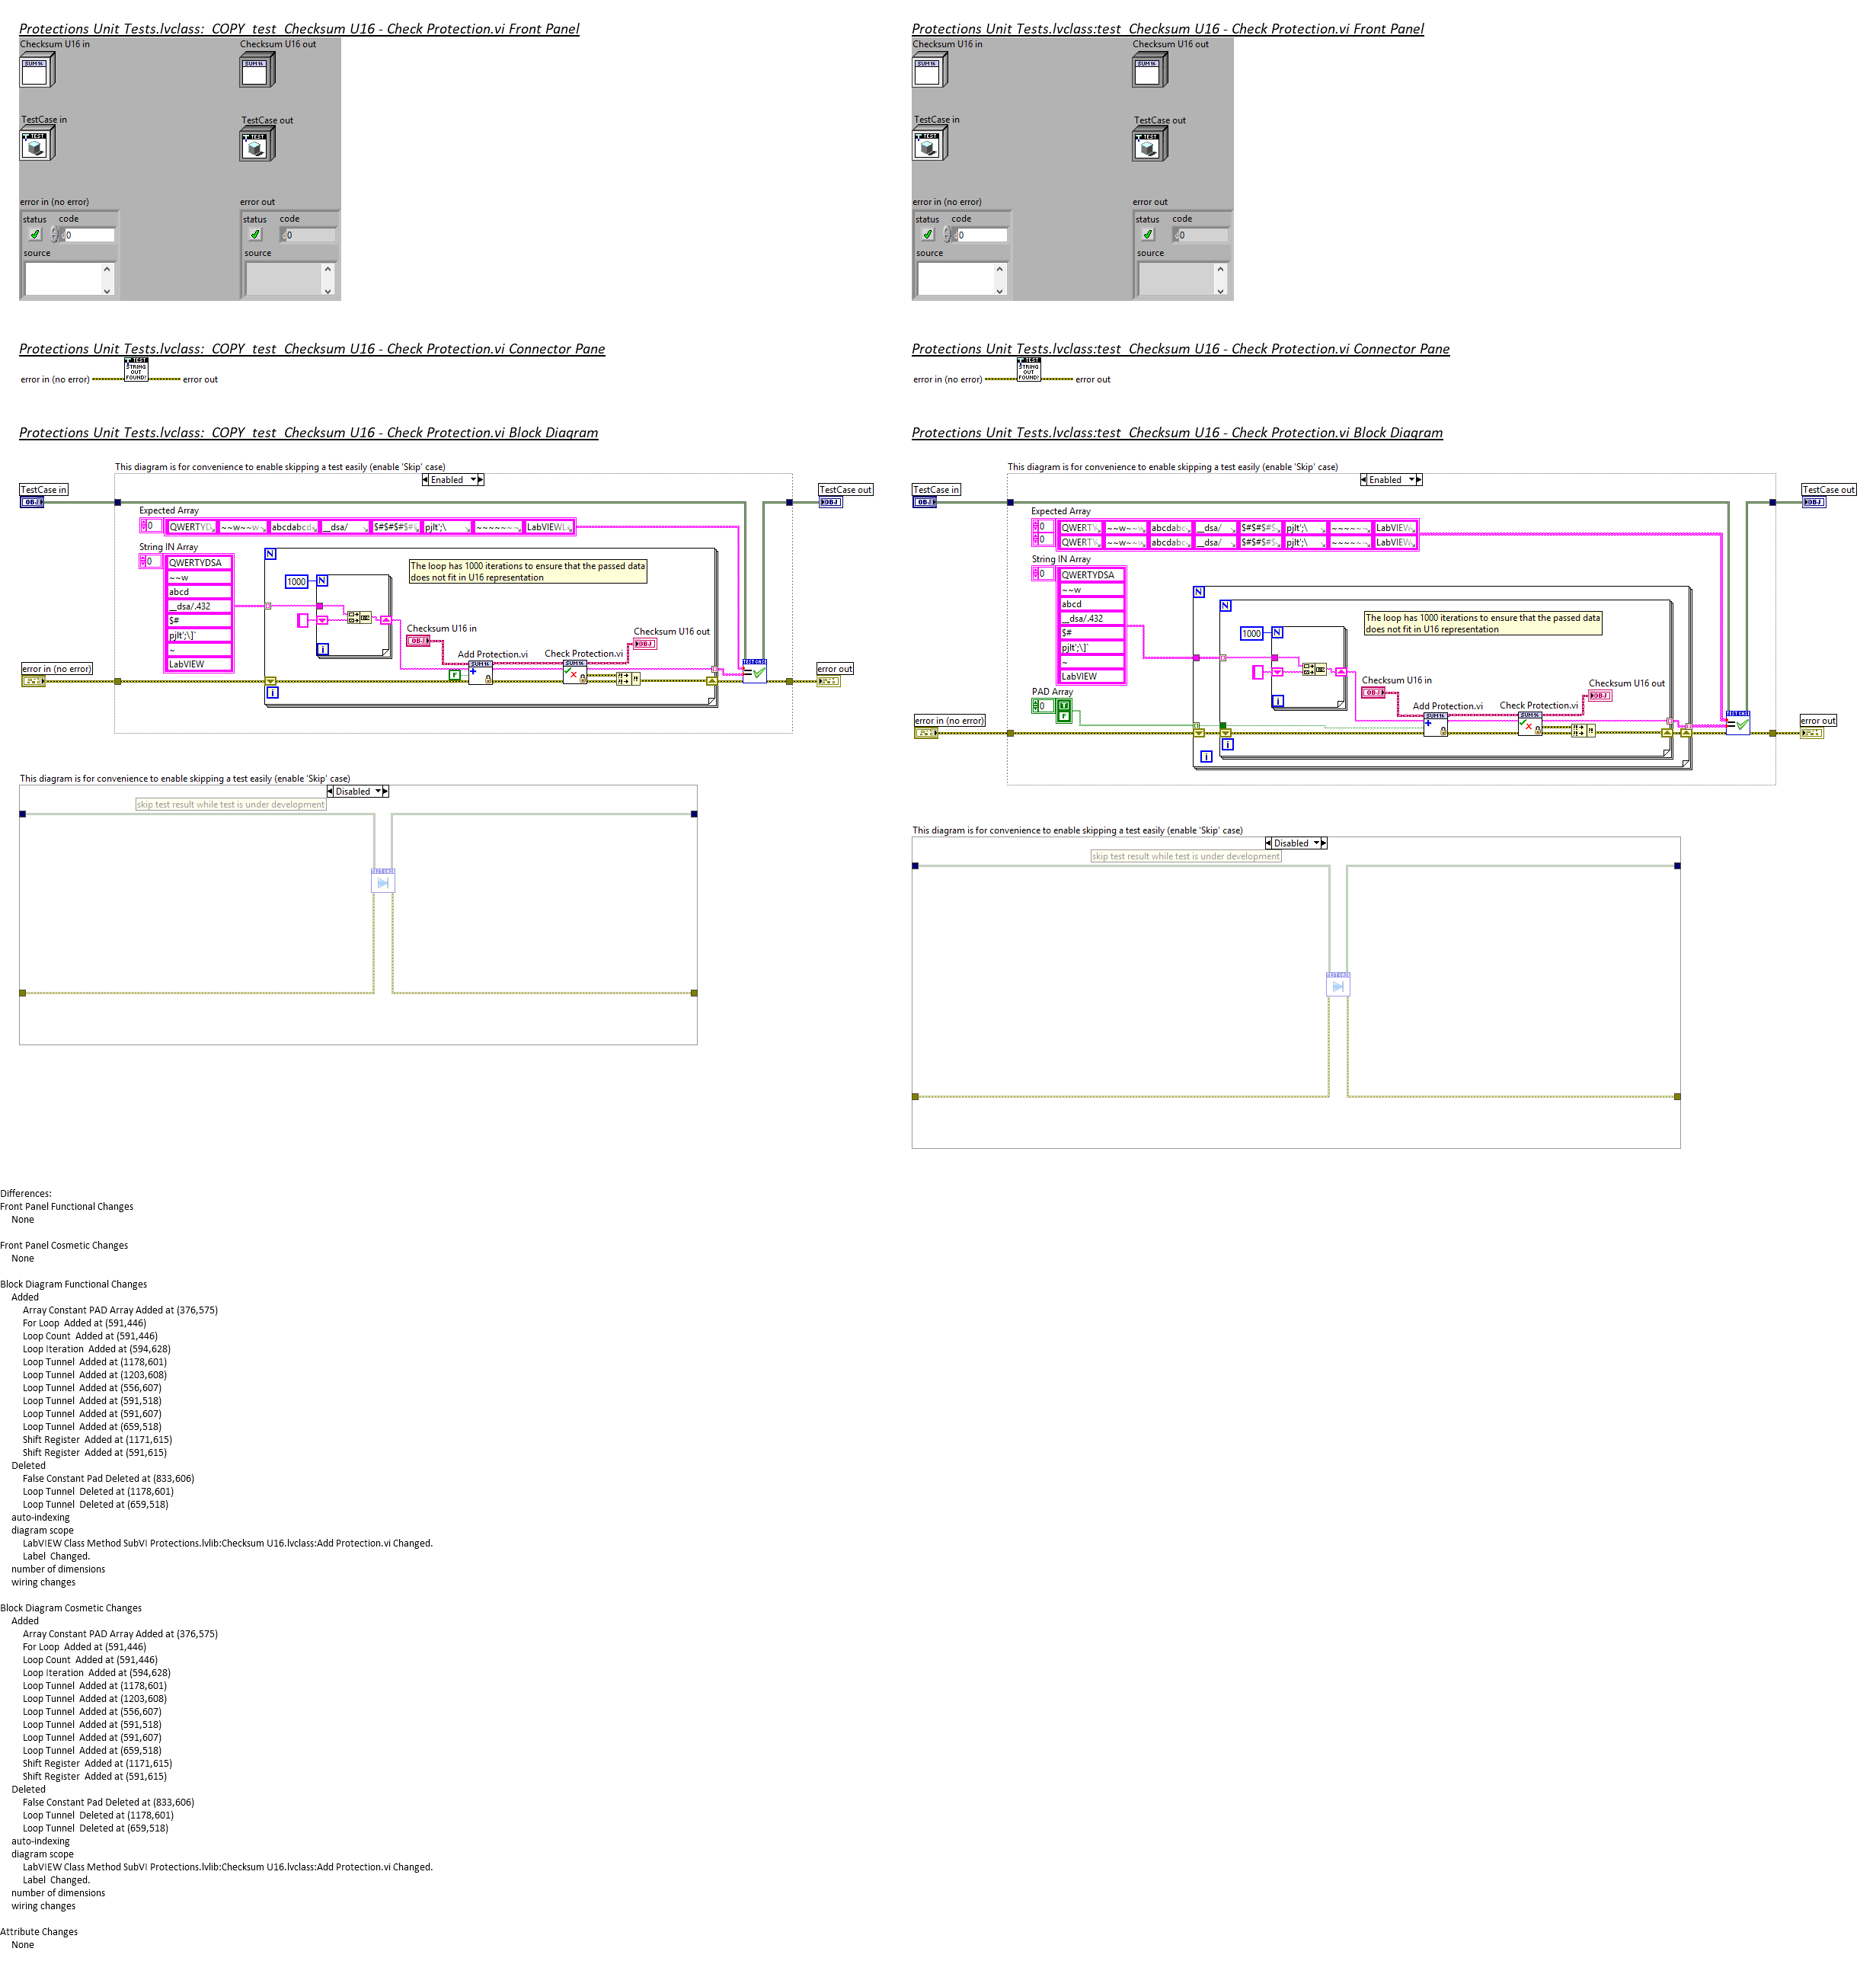 Protections Unit Tests.lvclass:  COPY  test  Checksum U16 - Check Protection.vi Front Panel
Checksum U16 in
Checksum U16 out
SUM16
SUM16
TestCase in
TestCase out
TEST
TEST
error in (no error)
error out
status
code
status
code
0
0
source
source
Protections Unit Tests.lvclass:  COPY  test  Checksum U16 - Check Protection.vi Connector Pane
TEST
STRING
OUT
FOUND!
error in (no error)
error out
Protections Unit Tests.lvclass:  COPY  test  Checksum U16 - Check Protection.vi Block Diagram
This diagram is for convenience to enable skipping a test easily (enable 'Skip' case)
Enabled
TestCase in
TestCase out
OBJ
OBJ
Expected Array
0
QWERTYD
~~w~~w
abcdabcd
__dsa/
$#$#$#$
pjlt';\
~~~~~~~
LabVIEWL
String IN Array
0
QWERTYDSA
~~w
abcd
__dsa/.432
$#
pjlt';\]`
~
LabVIEW
N
The loop has 1000 iterations to ensure that the passed data
does not fit in U16 representation
1000
N
i
Checksum U16 in
OBJ
Checksum U16 out
OBJ
Add Protection.vi
Check Protection.vi
SUM16
SUM16
F
error in (no error)
error out
i
This diagram is for convenience to enable skipping a test easily (enable 'Skip' case)
Disabled
skip test result while test is under development
Protections Unit Tests.lvclass:test  Checksum U16 - Check Protection.vi Front Panel
Checksum U16 in
Checksum U16 out
SUM16
SUM16
TestCase in
TestCase out
TEST
TEST
error in (no error)
error out
status
code
status
code
0
0
source
source
Protections Unit Tests.lvclass:test  Checksum U16 - Check Protection.vi Connector Pane
TEST
STRING
OUT
FOUND!
error in (no error)
error out
Protections Unit Tests.lvclass:test  Checksum U16 - Check Protection.vi Block Diagram
This diagram is for convenience to enable skipping a test easily (enable 'Skip' case)
Enabled
TestCase in
TestCase out
OBJ
OBJ
Expected Array
0
QWERT
~~w~~w
abcdabc
__dsa/
$#$#$#$
pjlt';\
~~~~~~
LabVIEW
0
QWERT
~~w~~w
abcdabc
__dsa/
$#$#$#$
pjlt';\
~~~~~~
LabVIEW
String IN Array
0
QWERTYDSA
~~w
abcd
__dsa/.432
$#
pjlt';\]`
~
LabVIEW
N
N
The loop has 1000 iterations to ensure that the passed data
does not fit in U16 representation
1000
N
i
Checksum U16 in
OBJ
Checksum U16 out
OBJ
PAD Array
0
T
F
Add Protection.vi
Check Protection.vi
SUM16
SUM16
error in (no error)
error out
i
i
This diagram is for convenience to enable skipping a test easily (enable 'Skip' case)
Disabled
skip test result while test is under development
Differences:
Front Panel Functional Changes
None
Front Panel Cosmetic Changes
None
Block Diagram Functional Changes
Added
Array Constant PAD Array Added at (376,575)
For Loop  Added at (591,446)
Loop Count  Added at (591,446)
Loop Iteration  Added at (594,628)
Loop Tunnel  Added at (1178,601)
Loop Tunnel  Added at (1203,608)
Loop Tunnel  Added at (556,607)
Loop Tunnel  Added at (591,518)
Loop Tunnel  Added at (591,607)
Loop Tunnel  Added at (659,518)
Shift Register  Added at (1171,615)
Shift Register  Added at (591,615)
Deleted
False Constant Pad Deleted at (833,606)
Loop Tunnel  Deleted at (1178,601)
Loop Tunnel  Deleted at (659,518)
auto-indexing
diagram scope
LabVIEW Class Method SubVI Protections.lvlib:Checksum U16.lvclass:Add Protection.vi Changed.
Label  Changed.
number of dimensions
wiring changes
Block Diagram Cosmetic Changes
Added
Array Constant PAD Array Added at (376,575)
For Loop  Added at (591,446)
Loop Count  Added at (591,446)
Loop Iteration  Added at (594,628)
Loop Tunnel  Added at (1178,601)
Loop Tunnel  Added at (1203,608)
Loop Tunnel  Added at (556,607)
Loop Tunnel  Added at (591,518)
Loop Tunnel  Added at (591,607)
Loop Tunnel  Added at (659,518)
Shift Register  Added at (1171,615)
Shift Register  Added at (591,615)
Deleted
False Constant Pad Deleted at (833,606)
Loop Tunnel  Deleted at (1178,601)
Loop Tunnel  Deleted at (659,518)
auto-indexing
diagram scope
LabVIEW Class Method SubVI Protections.lvlib:Checksum U16.lvclass:Add Protection.vi Changed.
Label  Changed.
number of dimensions
wiring changes
Attribute Changes
None